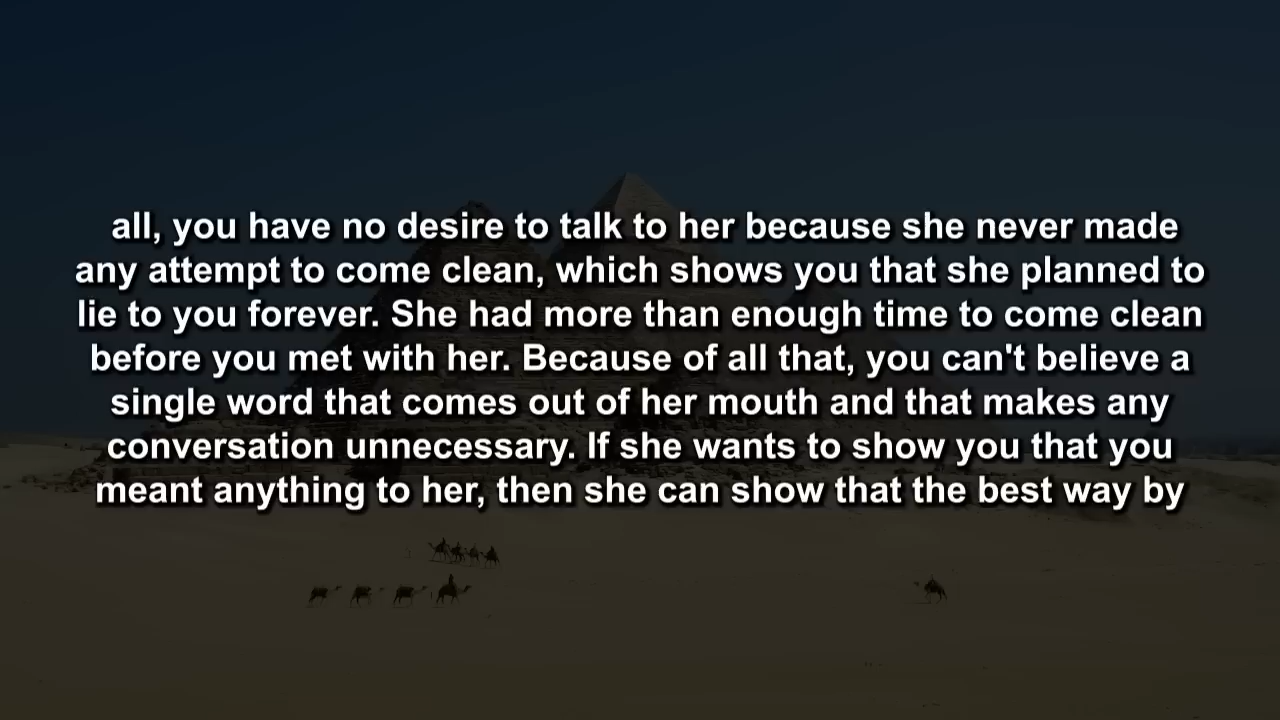 all, you have no desire to talk to her because she never made
any attempt to come clean, which shows you that she planned to
lie to you forever. She had more than enough time to come clean
before you met with her. Because of all that, you can't believe a
single word that comes out of her mouth and that makes any
conversation unnecessary. If she wants to show you that you
meant anything to her, then she can show that the best way by